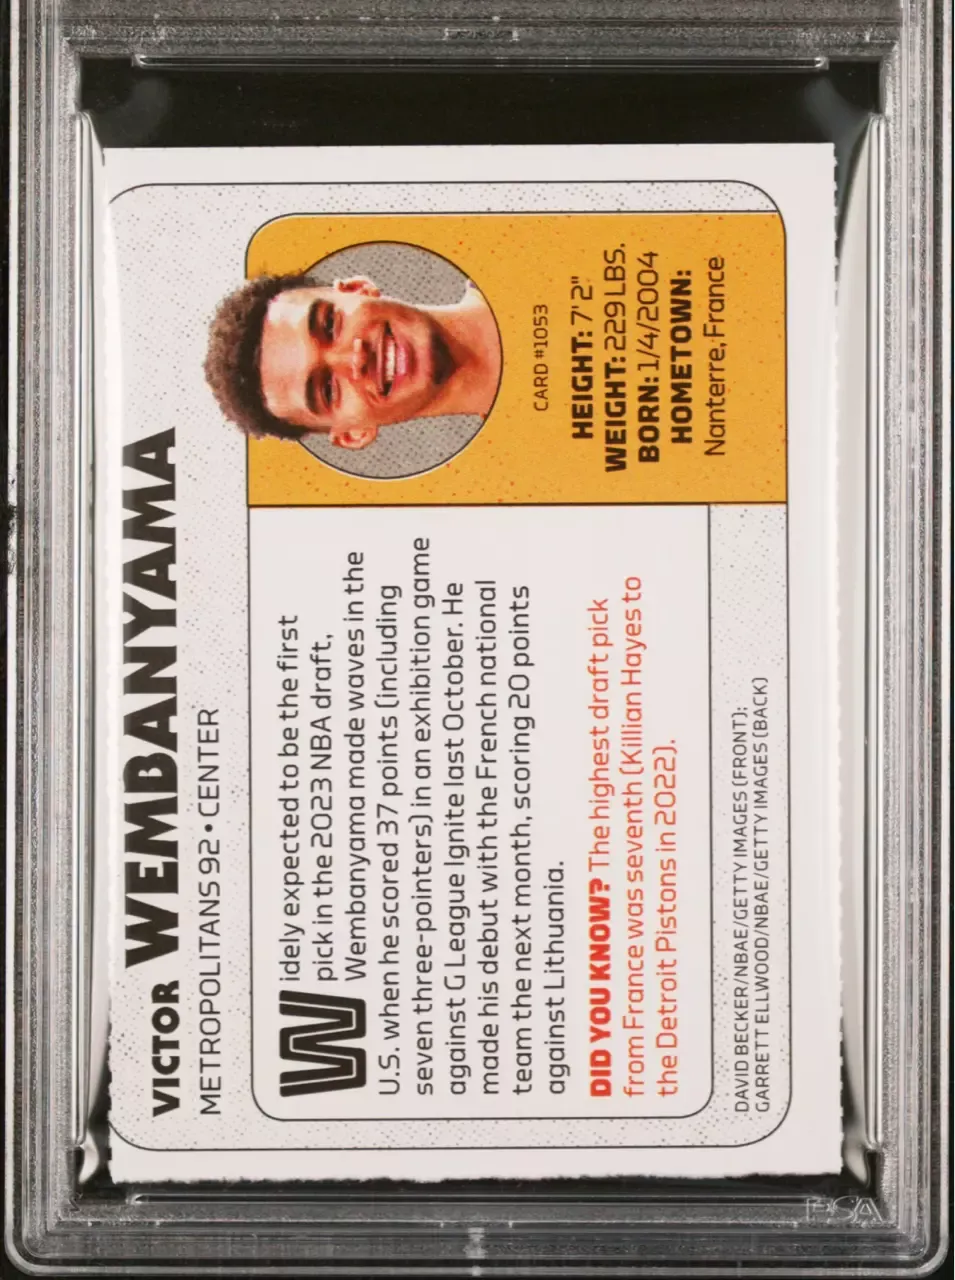 VICTOR WEMBANYAMA
METROPOLITANS 92 • CENTER
CARD #1053
HEIGHT: 7' 2"
WEIGHT: 229 LBS.
BORN: 1/4/2004
HOMETOWN:
Nanterre, France
Widely expected to be the first
pick in the 2023 NBA draft,
Wembanyama made waves in the
U.S. when he scored 37 points (including
seven three-pointers) in an exhibition game
against G League Ignite last October. He
made his debut with the French national
team the next month, scoring 20 points
against Lithuania.
DID YOU KNOW? The highest draft pick
from France was seventh (Killian Hayes to
the Detroit Pistons in 2022).
DAVID BECKER/NBAE/GETTY IMAGES (FRONT);
GARRETT ELLWOOD/NBAE/GETTY IMAGES (BACK)
PSA